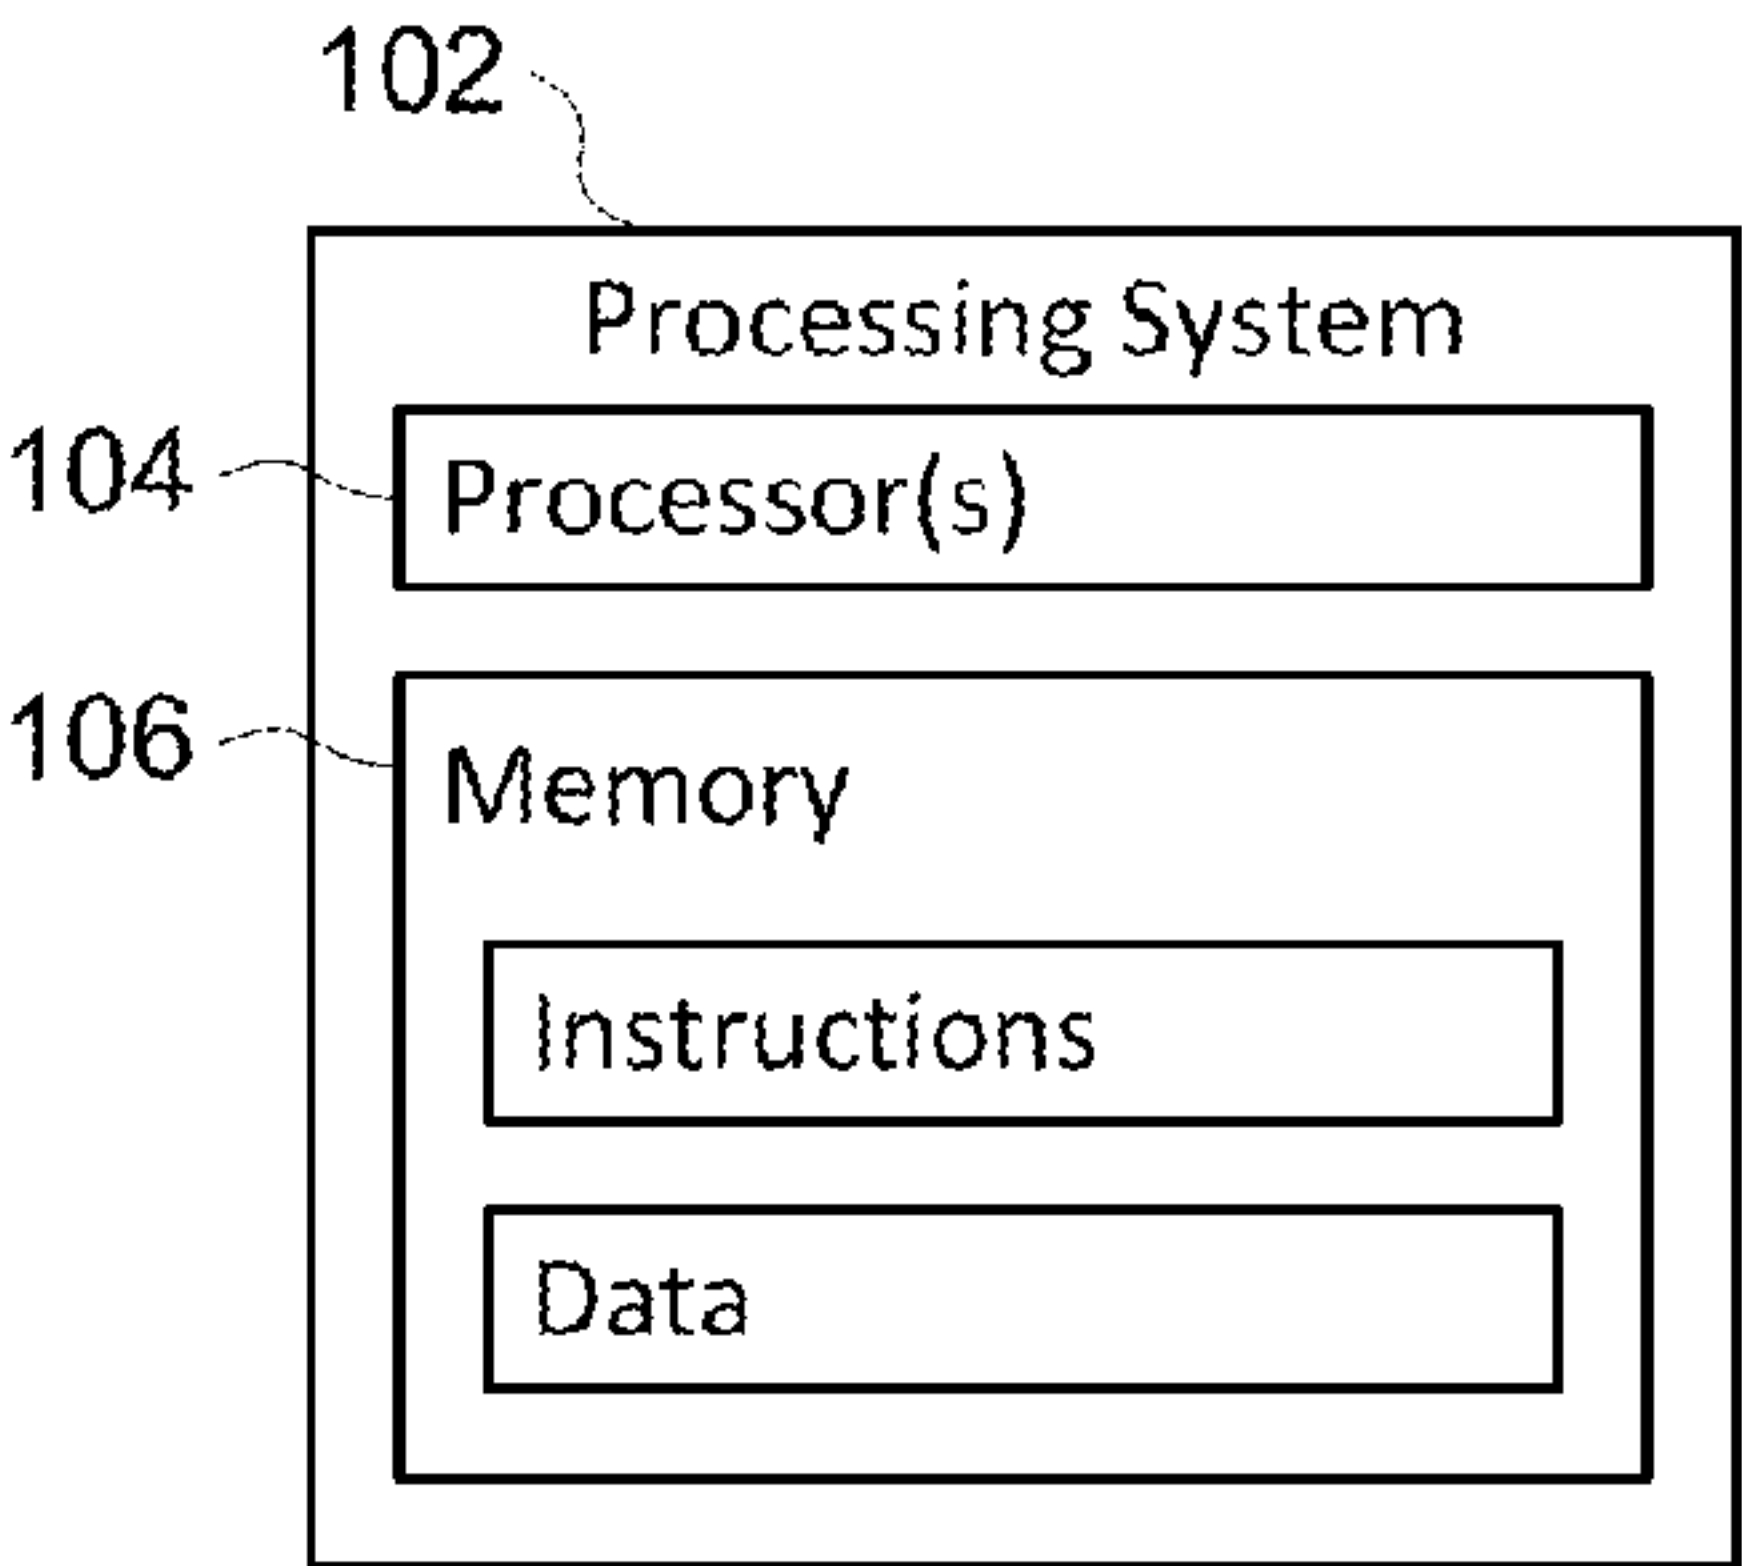 102
Processing System
104
Processor(s)
106
Memory
Instructions
Data